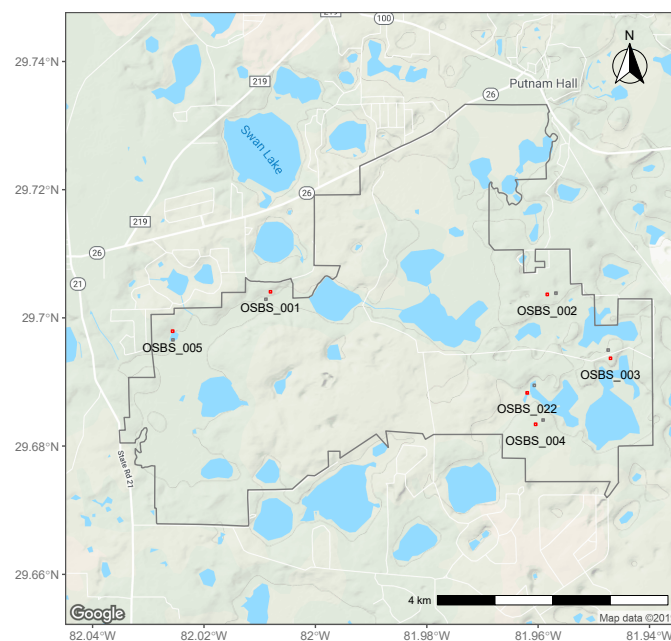 100
N
29.74°N
219
Putnam Hall
26
Swan Lake
29.72°N
26
219
26
21
OSBS_001
OSBS_002
29.7°N
OSBS_005
OSBS_003
OSBS_022
OSBS_004
29.68°N
State Rd 21
29.66°N
4 km
Google
Map data ©201
82.04°W
82.02°W
82°W
81.98°W
81.96°W
81.94°W